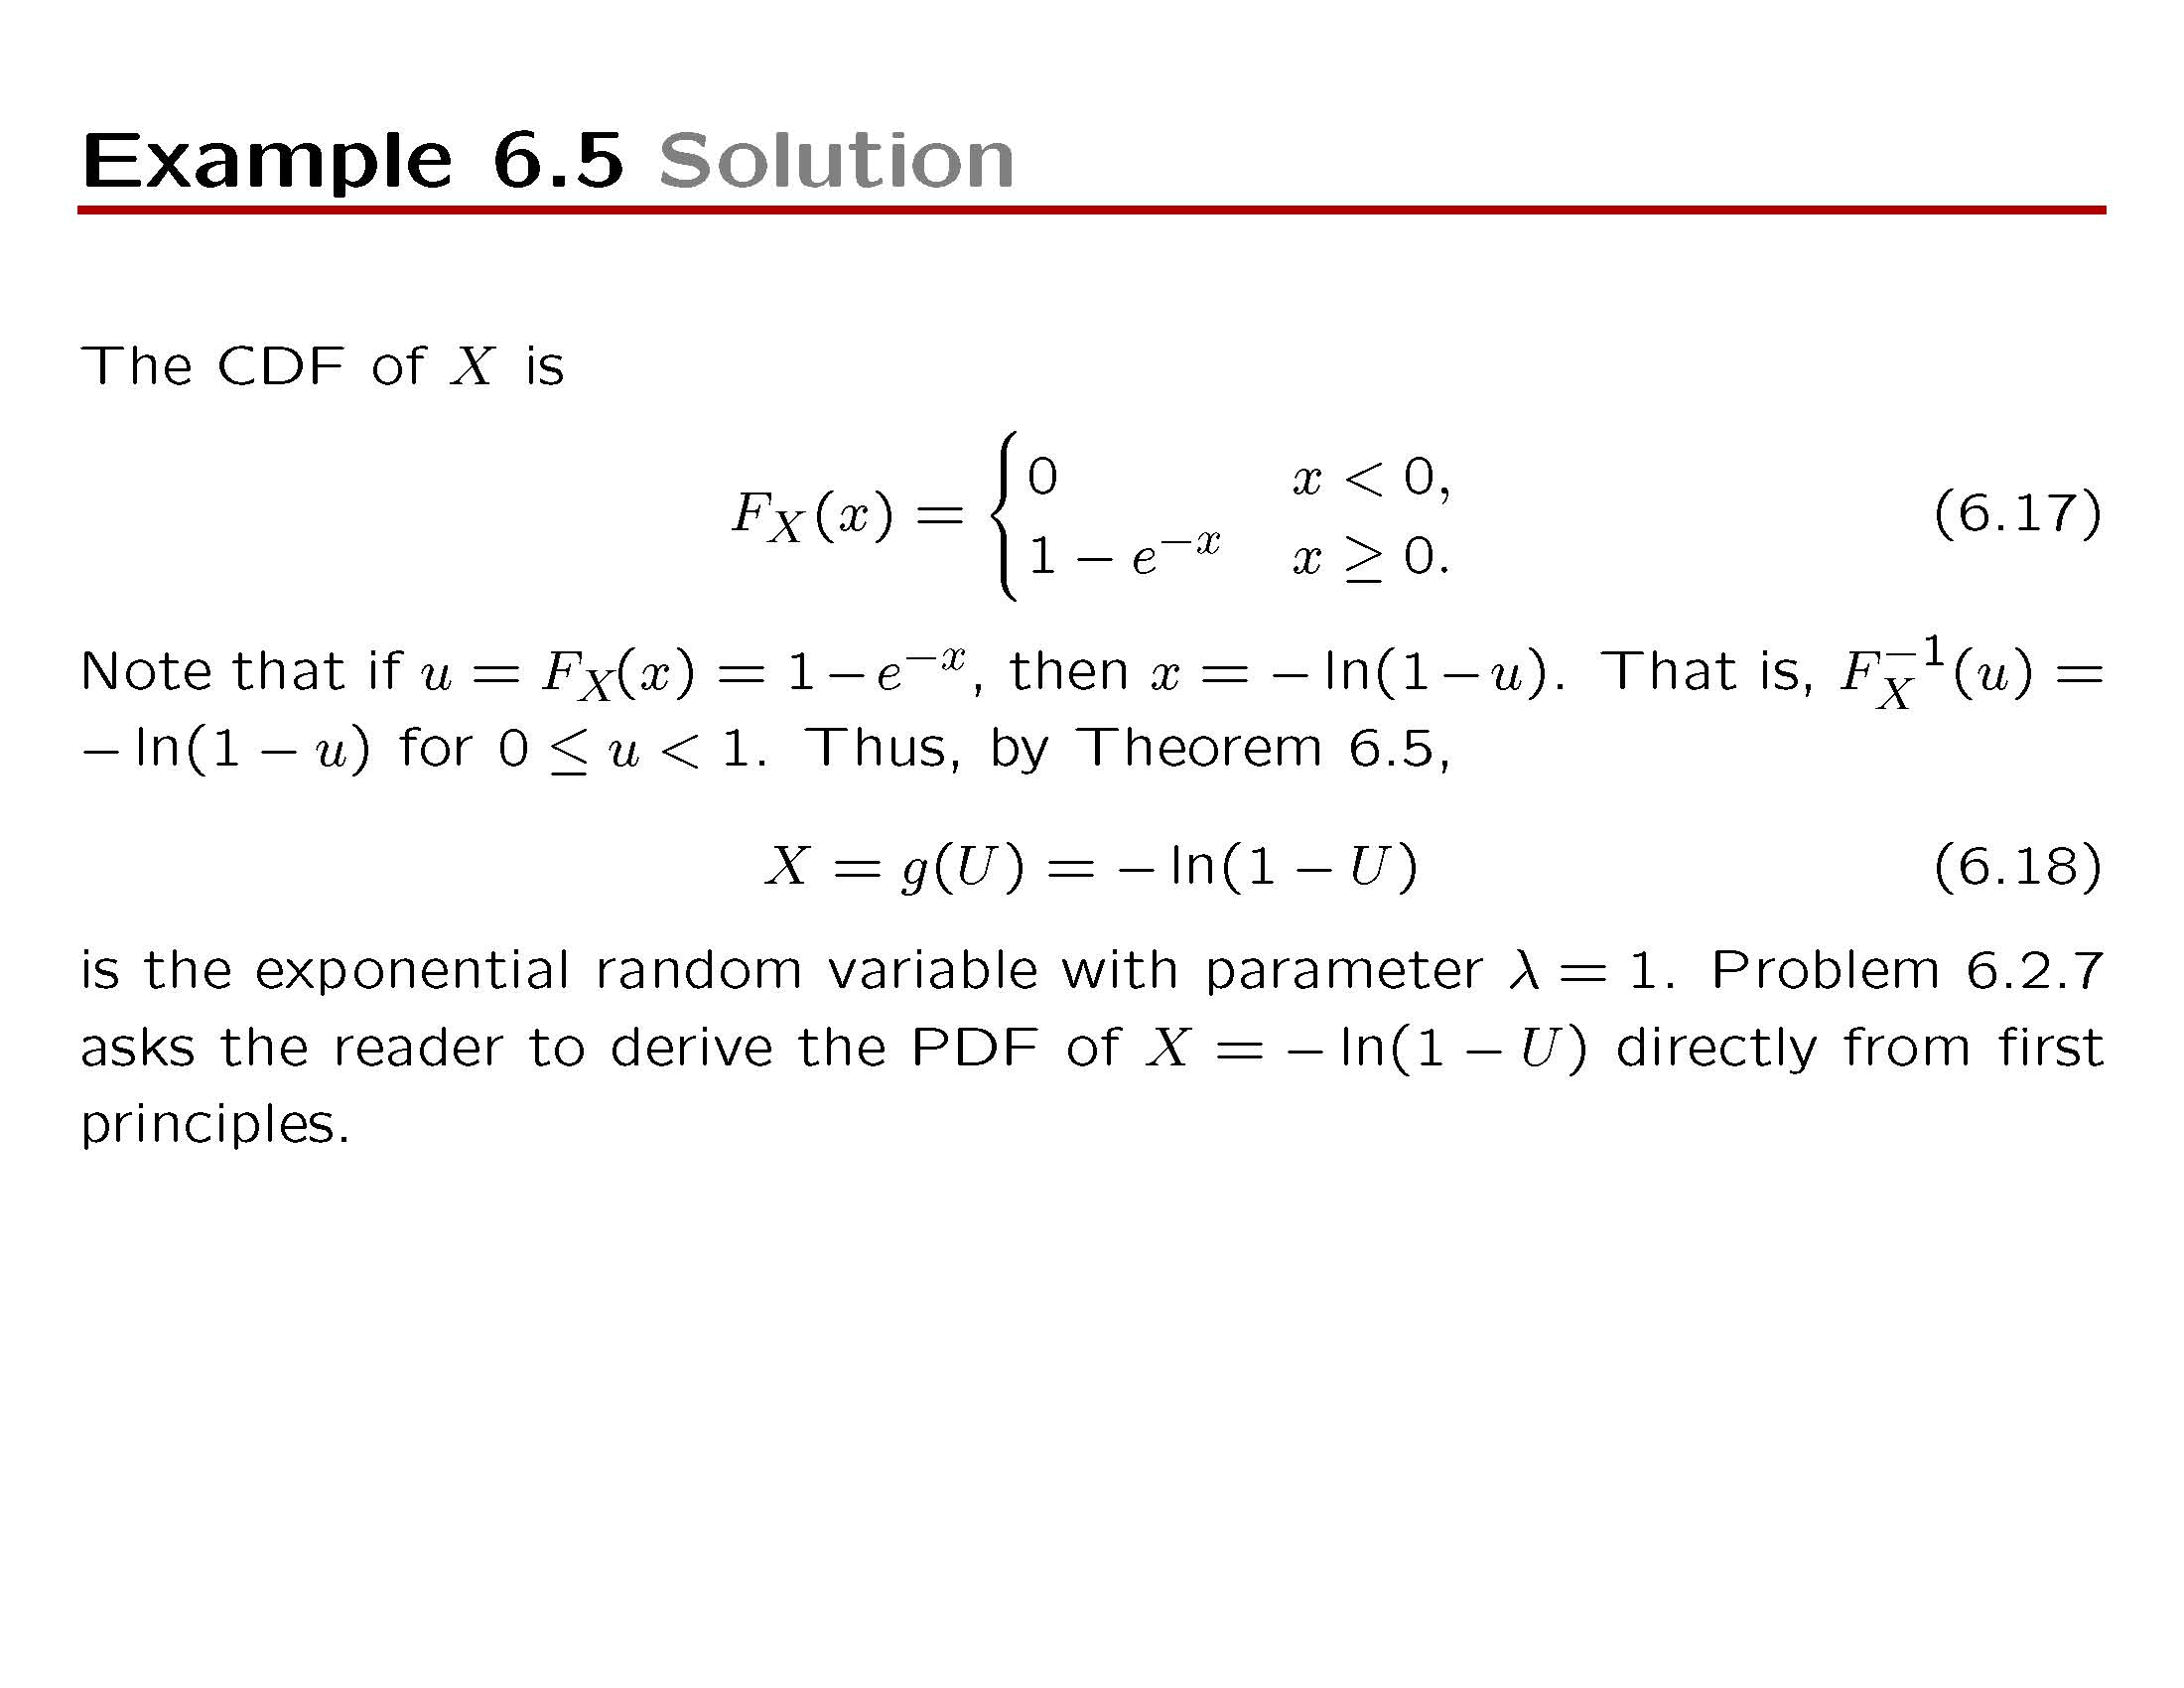 Example 6.5 Solution
The CDF of X is
F_X(x) = { 0    x < 0,
1 − e^{−x}    x ≥ 0.    (6.17)
Note that if u = F_X(x) = 1 − e^{−x}, then x = − ln(1 − u). That is, F_X^{−1}(u) =
− ln(1 − u) for 0 ≤ u < 1. Thus, by Theorem 6.5,
X = g(U) = − ln(1 − U)    (6.18)
is the exponential random variable with parameter λ = 1. Problem 6.2.7
asks the reader to derive the PDF of X = − ln(1 − U) directly from first
principles.